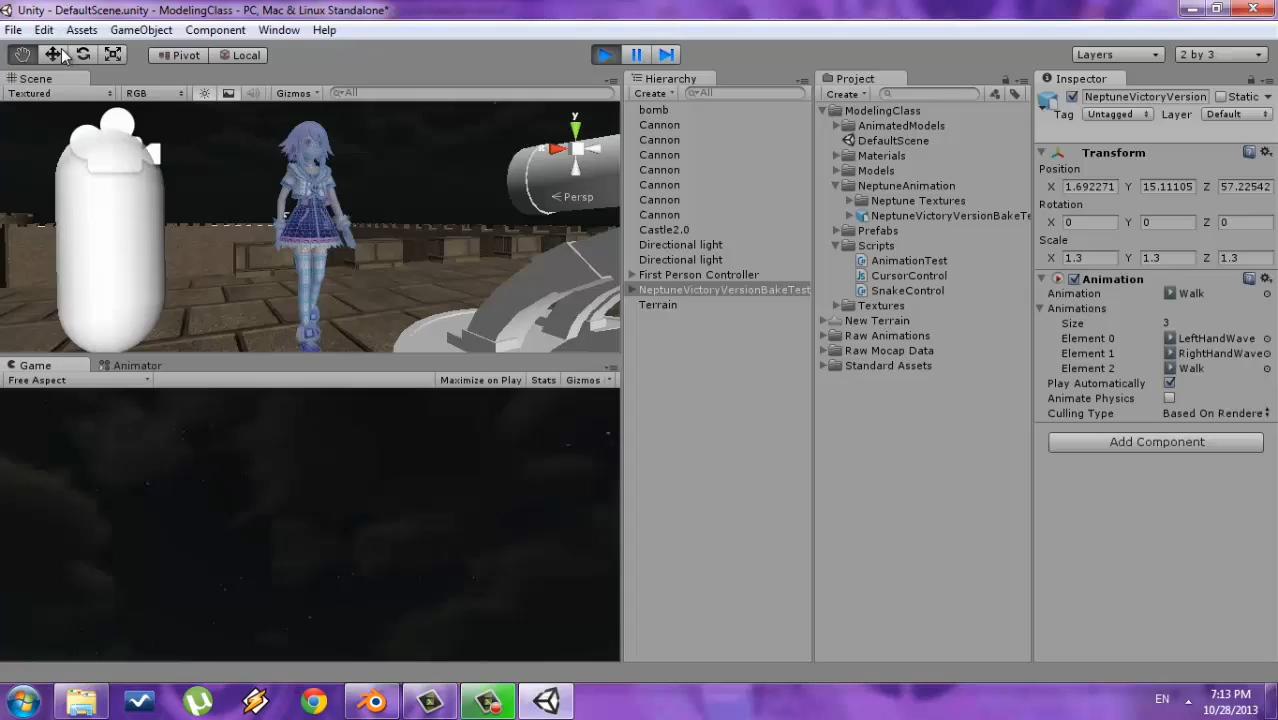 Unity - DefaultScene.unity - ModelingClass - PC, Mac & Linux Standalone*
File Edit Assets GameObject Component Window Help
Pivot Local Layers 2 by 3
Scene
Textured RGB Gizmos All
y
x
Persp
Game Animator
Free Aspect Maximize on Play Stats Gizmos
Hierarchy
Create All
bomb
Cannon
Cannon
Cannon
Cannon
Cannon
Cannon
Cannon
Castle2.0
Directional light
Directional light
First Person Controller
NeptuneVictoryVersionBakeTest
Terrain
Project
Create
ModelingClass
AnimatedModels
DefaultScene
Materials
Models
NeptuneAnimation
Neptune Textures
NeptuneVictoryVersionBakeTe
Prefabs
Scripts
AnimationTest
CursorControl
SnakeControl
Textures
New Terrain
Raw Animations
Raw Mocap Data
Standard Assets
Inspector
NeptuneVictoryVersion Static
Tag Untagged Layer Default
Transform
Position
X 1.692271 Y 15.11105 Z 57.22542
Rotation
X 0 Y 0 Z 0
Scale
X 1.3 Y 1.3 Z 1.3
Animation
Animation Walk
Animations
Size 3
Element 0 LeftHandWave
Element 1 RightHandWave
Element 2 Walk
Play Automatically
Animate Physics
Culling Type Based On Rendere
Add Component
EN
7:13 PM
10/28/2013